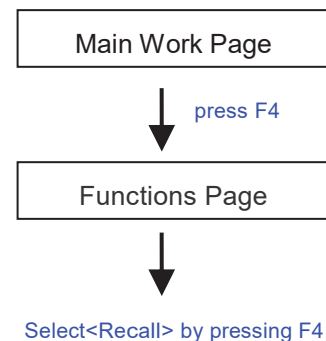 Main Work Page
press F4
Functions Page
Select<Recall> by pressing F4